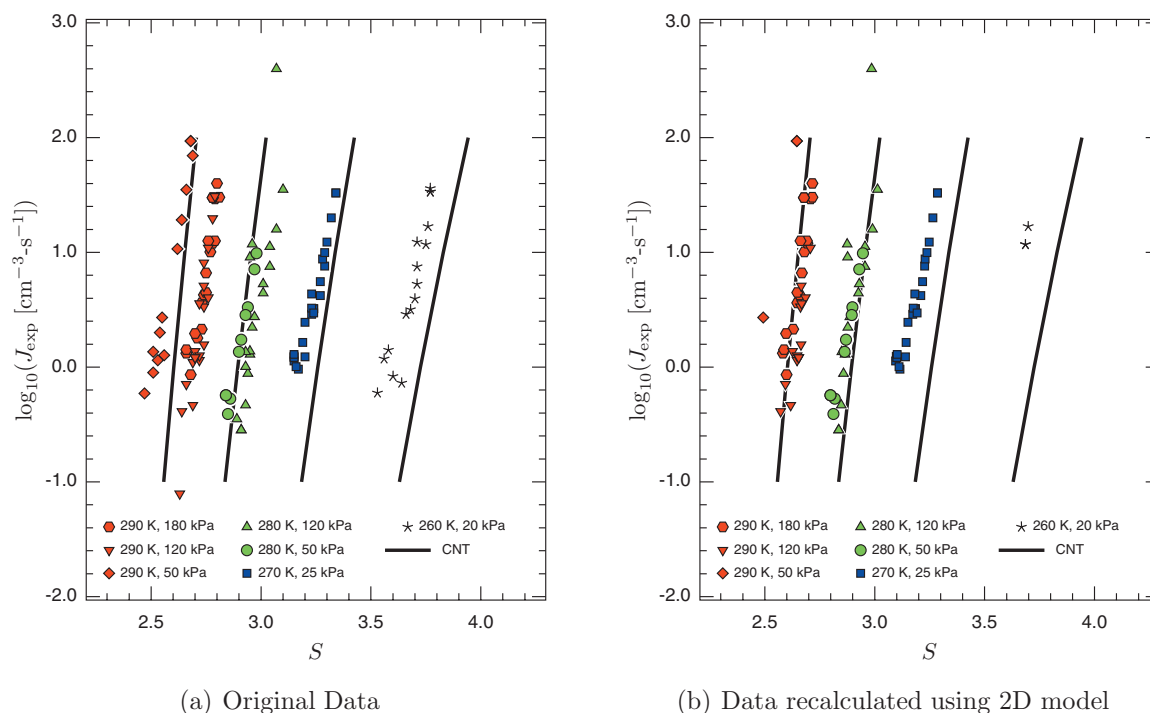 3.0
2.0
1.0
0.0
-1.0
-2.0
log₁₀(J_exp [cm⁻³-s⁻¹])
290 K, 180 kPa
280 K, 120 kPa
260 K, 20 kPa
290 K, 120 kPa
280 K, 50 kPa
CNT
290 K, 50 kPa
270 K, 25 kPa
2.5 3.0 3.5 4.0
S
(a) Original Data
3.0
2.0
1.0
0.0
-1.0
-2.0
log₁₀(J_exp [cm⁻³-s⁻¹])
290 K, 180 kPa
280 K, 120 kPa
260 K, 20 kPa
290 K, 120 kPa
280 K, 50 kPa
CNT
290 K, 50 kPa
270 K, 25 kPa
2.5 3.0 3.5 4.0
S
(b) Data recalculated using 2D model